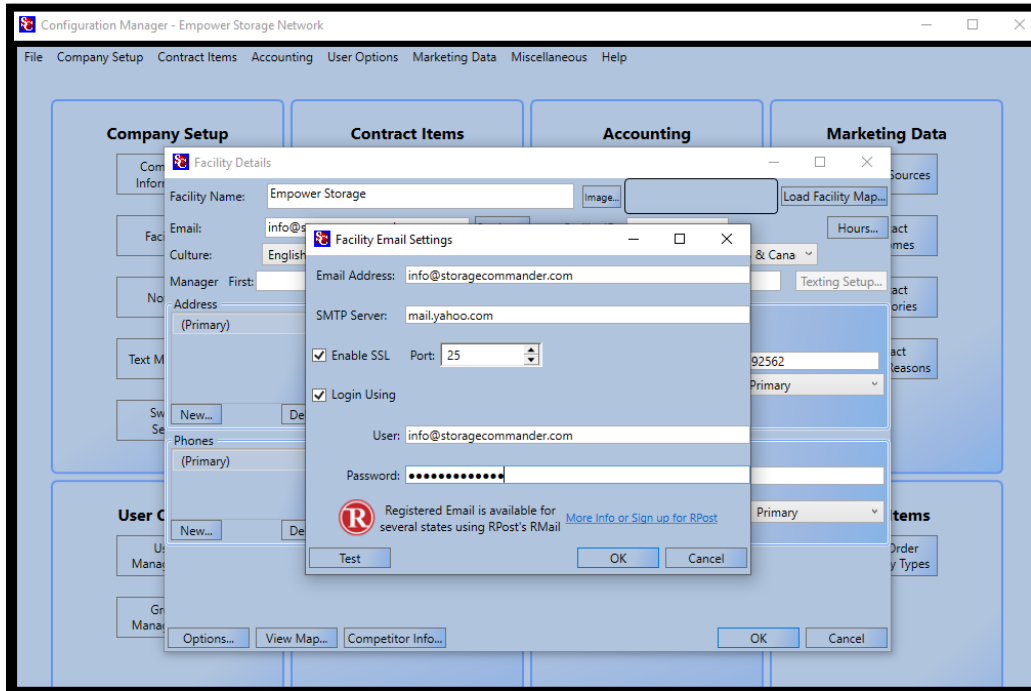 Configuration Manager - Empower Storage Network
File Company Setup Contract Items Accounting User Options Marketing Data Miscellaneous Help
Company Setup Contract Items Accounting Marketing Data
Facility Details
Facility Name: Empower Storage Image... Load Facility Map...
Email: Hours...
Culture: English & Cana
Manager First: Texting Setup...
Address
(Primary)
92562
Primary
New...
Phones
(Primary)
Primary
New...
Options... View Map... Competitor Info... OK Cancel
Facility Email Settings
Email Address: info@storagecommander.com
SMTP Server: mail.yahoo.com
Enable SSL Port: 25
Login Using
User: info@storagecommander.com
Password:
R
Registered Email is available for
several states using RPost's RMail
More Info or Sign up for RPost
Test OK Cancel